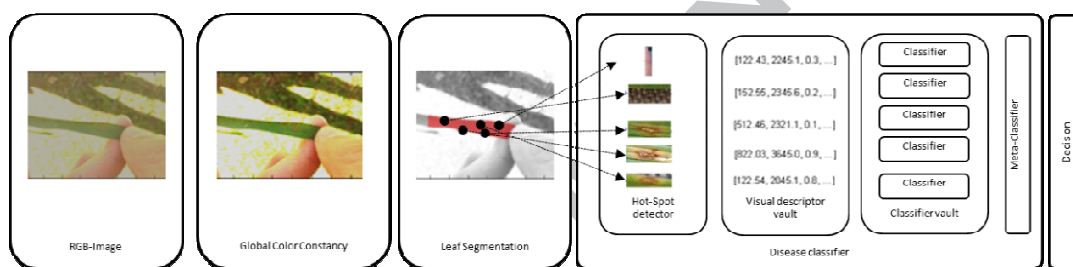 RGB-Image
Global Color Constancy
Leaf Segmentation
Hot-Spot
detector
[122.43, 2245.1, 0.3, ...]
[152.55, 2345.6, 0.2, ...]
[512.46, 2321.1, 0.1, ...]
[822.03, 3645.0, 0.9, ...]
[122.54, 2045.1, 0.8, ...]
Visual descriptor
vault
Classifier
Classifier
Classifier
Classifier
Classifier
Classifier vault
Disease classifier
Meta-Classifier
Decision